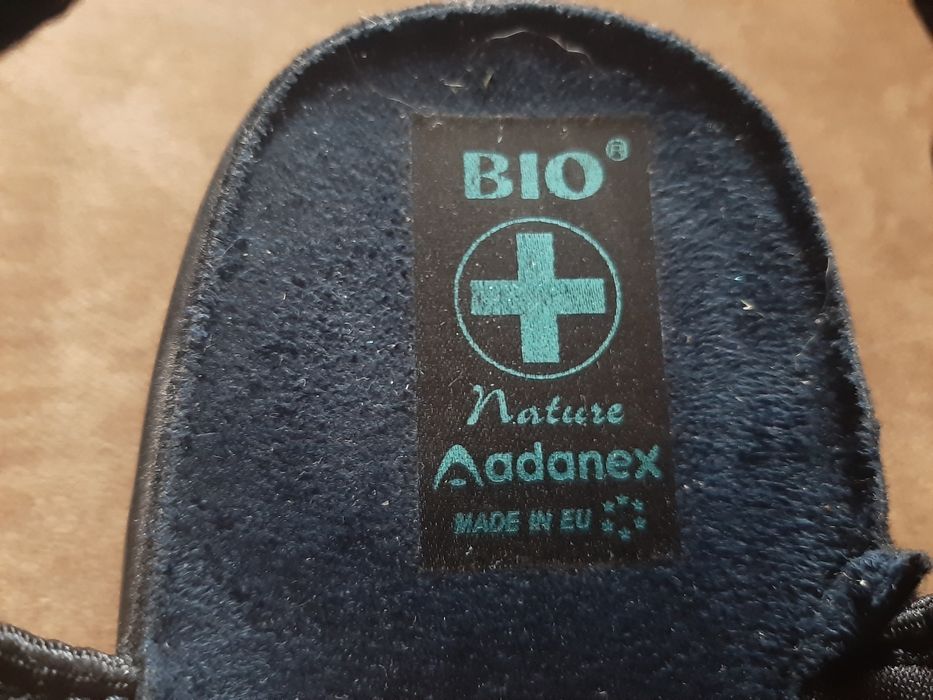 BIO®
Nature
Aadanex
MADE IN EU